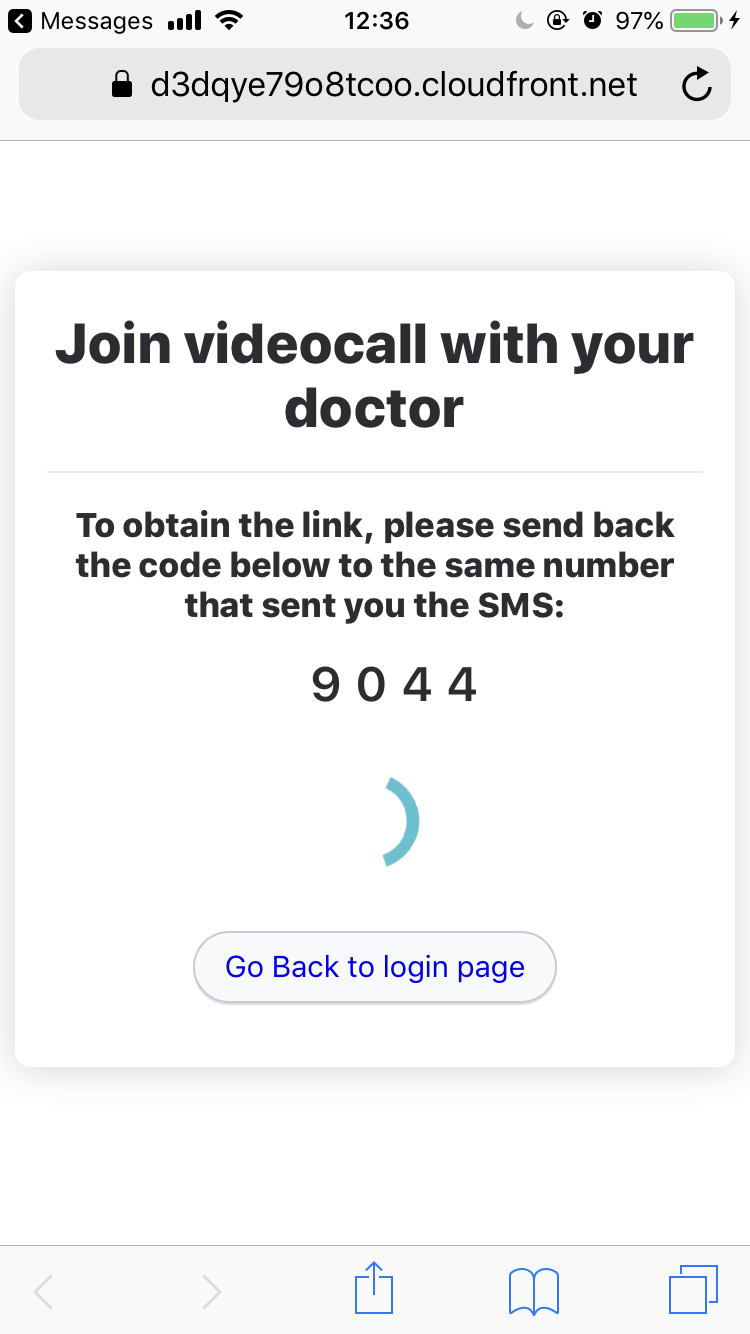 Messages 12:36 97%
d3dqye79o8tcoo.cloudfront.net
Join videocall with your
doctor
To obtain the link, please send back
the code below to the same number
that sent you the SMS:
9 0 4 4
Go Back to login page